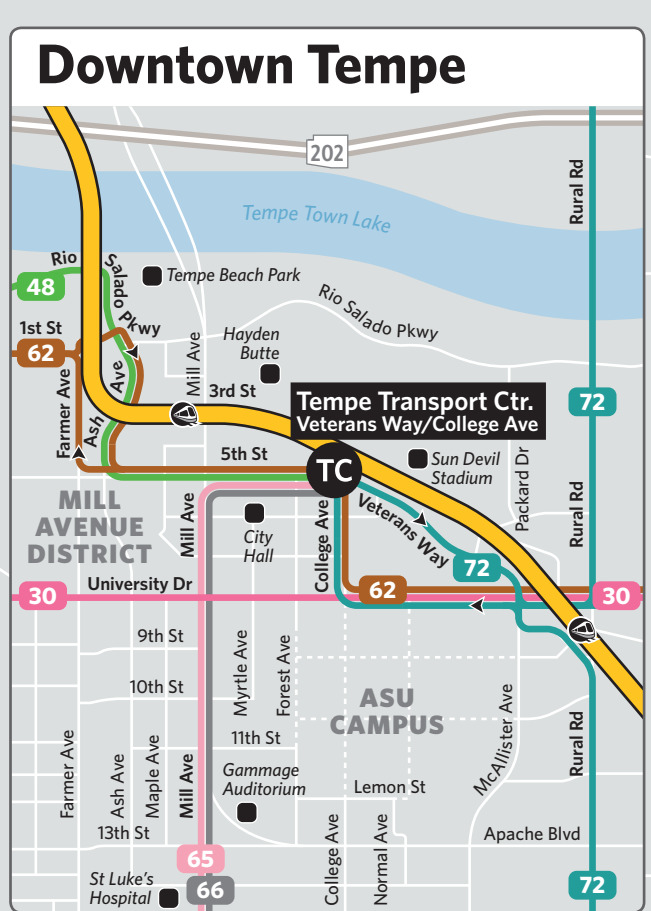 Downtown Tempe
202
Rural Rd
Tempe Town Lake
Rio Salado Pkwy
48
Tempe Beach Park
Rio Salado Pkwy
1st St
62
Hayden
Butte
Mill Ave
Farmer Ave
Ash Ave
3rd St
72
Tempe Transport Ctr.
Veterans Way/College Ave
5th St
TC
Sun Devil
Stadium
Packard Dr
Rural Rd
MILL
AVENUE
DISTRICT
Mill Ave
City
Hall
College Ave
Veterans Way
72
University Dr
30
62
30
9th St
Myrtle Ave
Forest Ave
10th St
ASU
CAMPUS
11th St
McAllister Ave
Rural Rd
Farmer Ave
Ash Ave
Maple Ave
Mill Ave
Gammage
Auditorium
Lemon St
13th St
College Ave
Normal Ave
Apache Blvd
65
St Luke's
Hospital
66
72